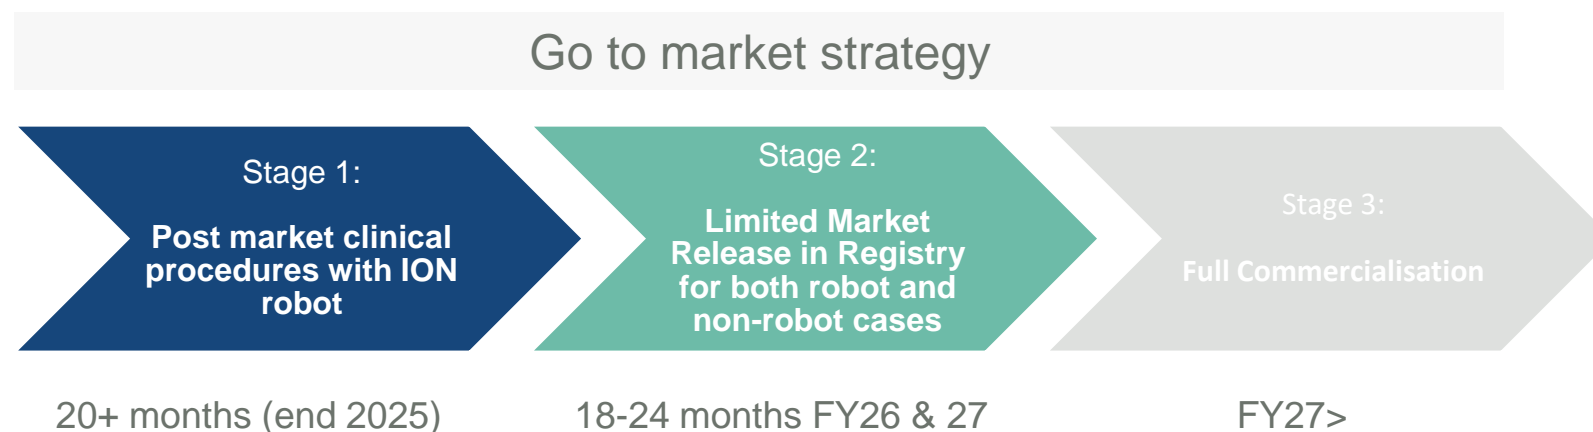 Go to market strategy
Stage 1:
Post market clinical
procedures with ION
robot
Stage 2:
Limited Market
Release in Registry
for both robot and
non-robot cases
Stage 3:
Full Commercialisation
20+ months (end 2025)
18-24 months FY26 & 27
FY27>